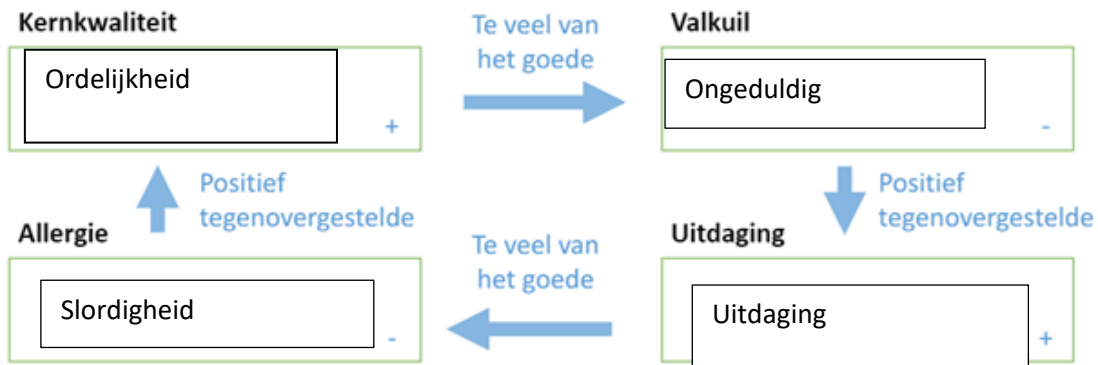 Kernkwaliteit
Te veel van
het goede
Valkuil
Ordelijkheid
+
Ongeduldig
-
Positief
tegenovergestelde
Positief
tegenovergestelde
Allergie
Te veel van
het goede
Uitdaging
Slordigheid
-
Uitdaging
+